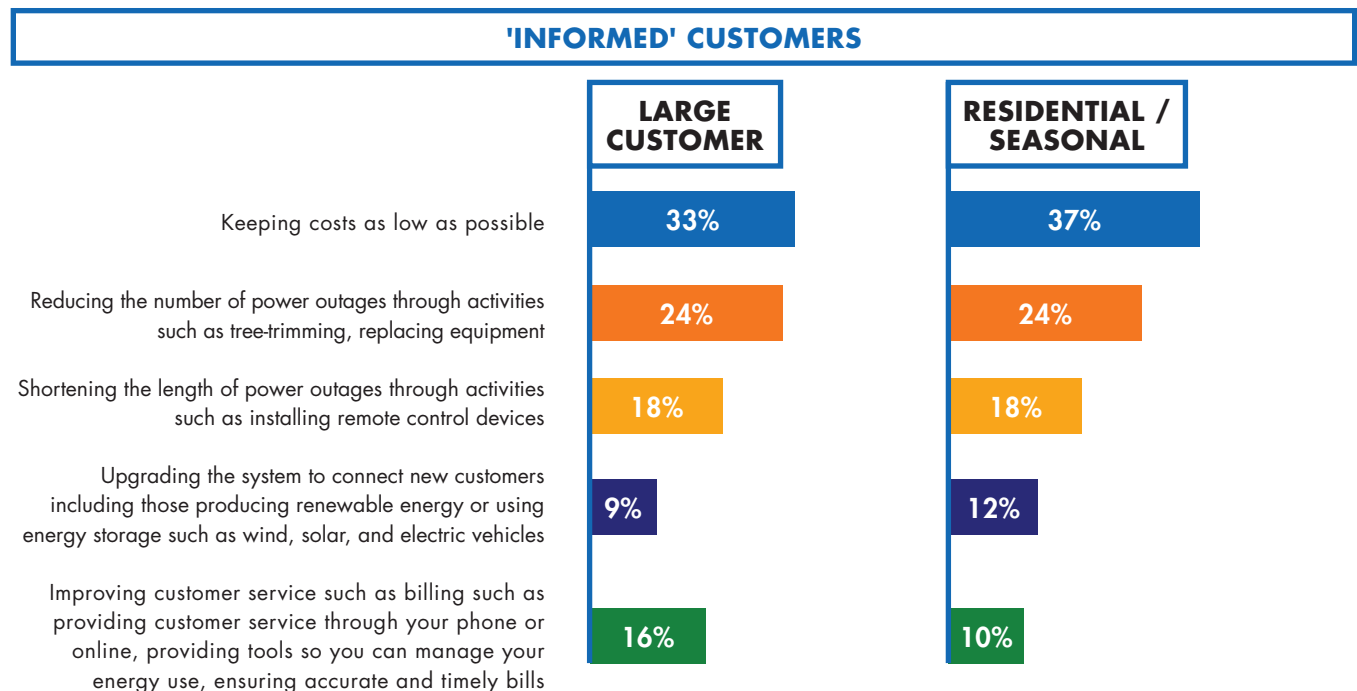 'INFORMED' CUSTOMERS
LARGE
CUSTOMER
RESIDENTIAL /
SEASONAL
Keeping costs as low as possible
33%
37%
Reducing the number of power outages through activities
such as tree-trimming, replacing equipment
24%
24%
Shortening the length of power outages through activities
such as installing remote control devices
18%
18%
Upgrading the system to connect new customers
including those producing renewable energy or using
energy storage such as wind, solar, and electric vehicles
9%
12%
Improving customer service such as billing such as
providing customer service through your phone or
online, providing tools so you can manage your
energy use, ensuring accurate and timely bills
16%
10%